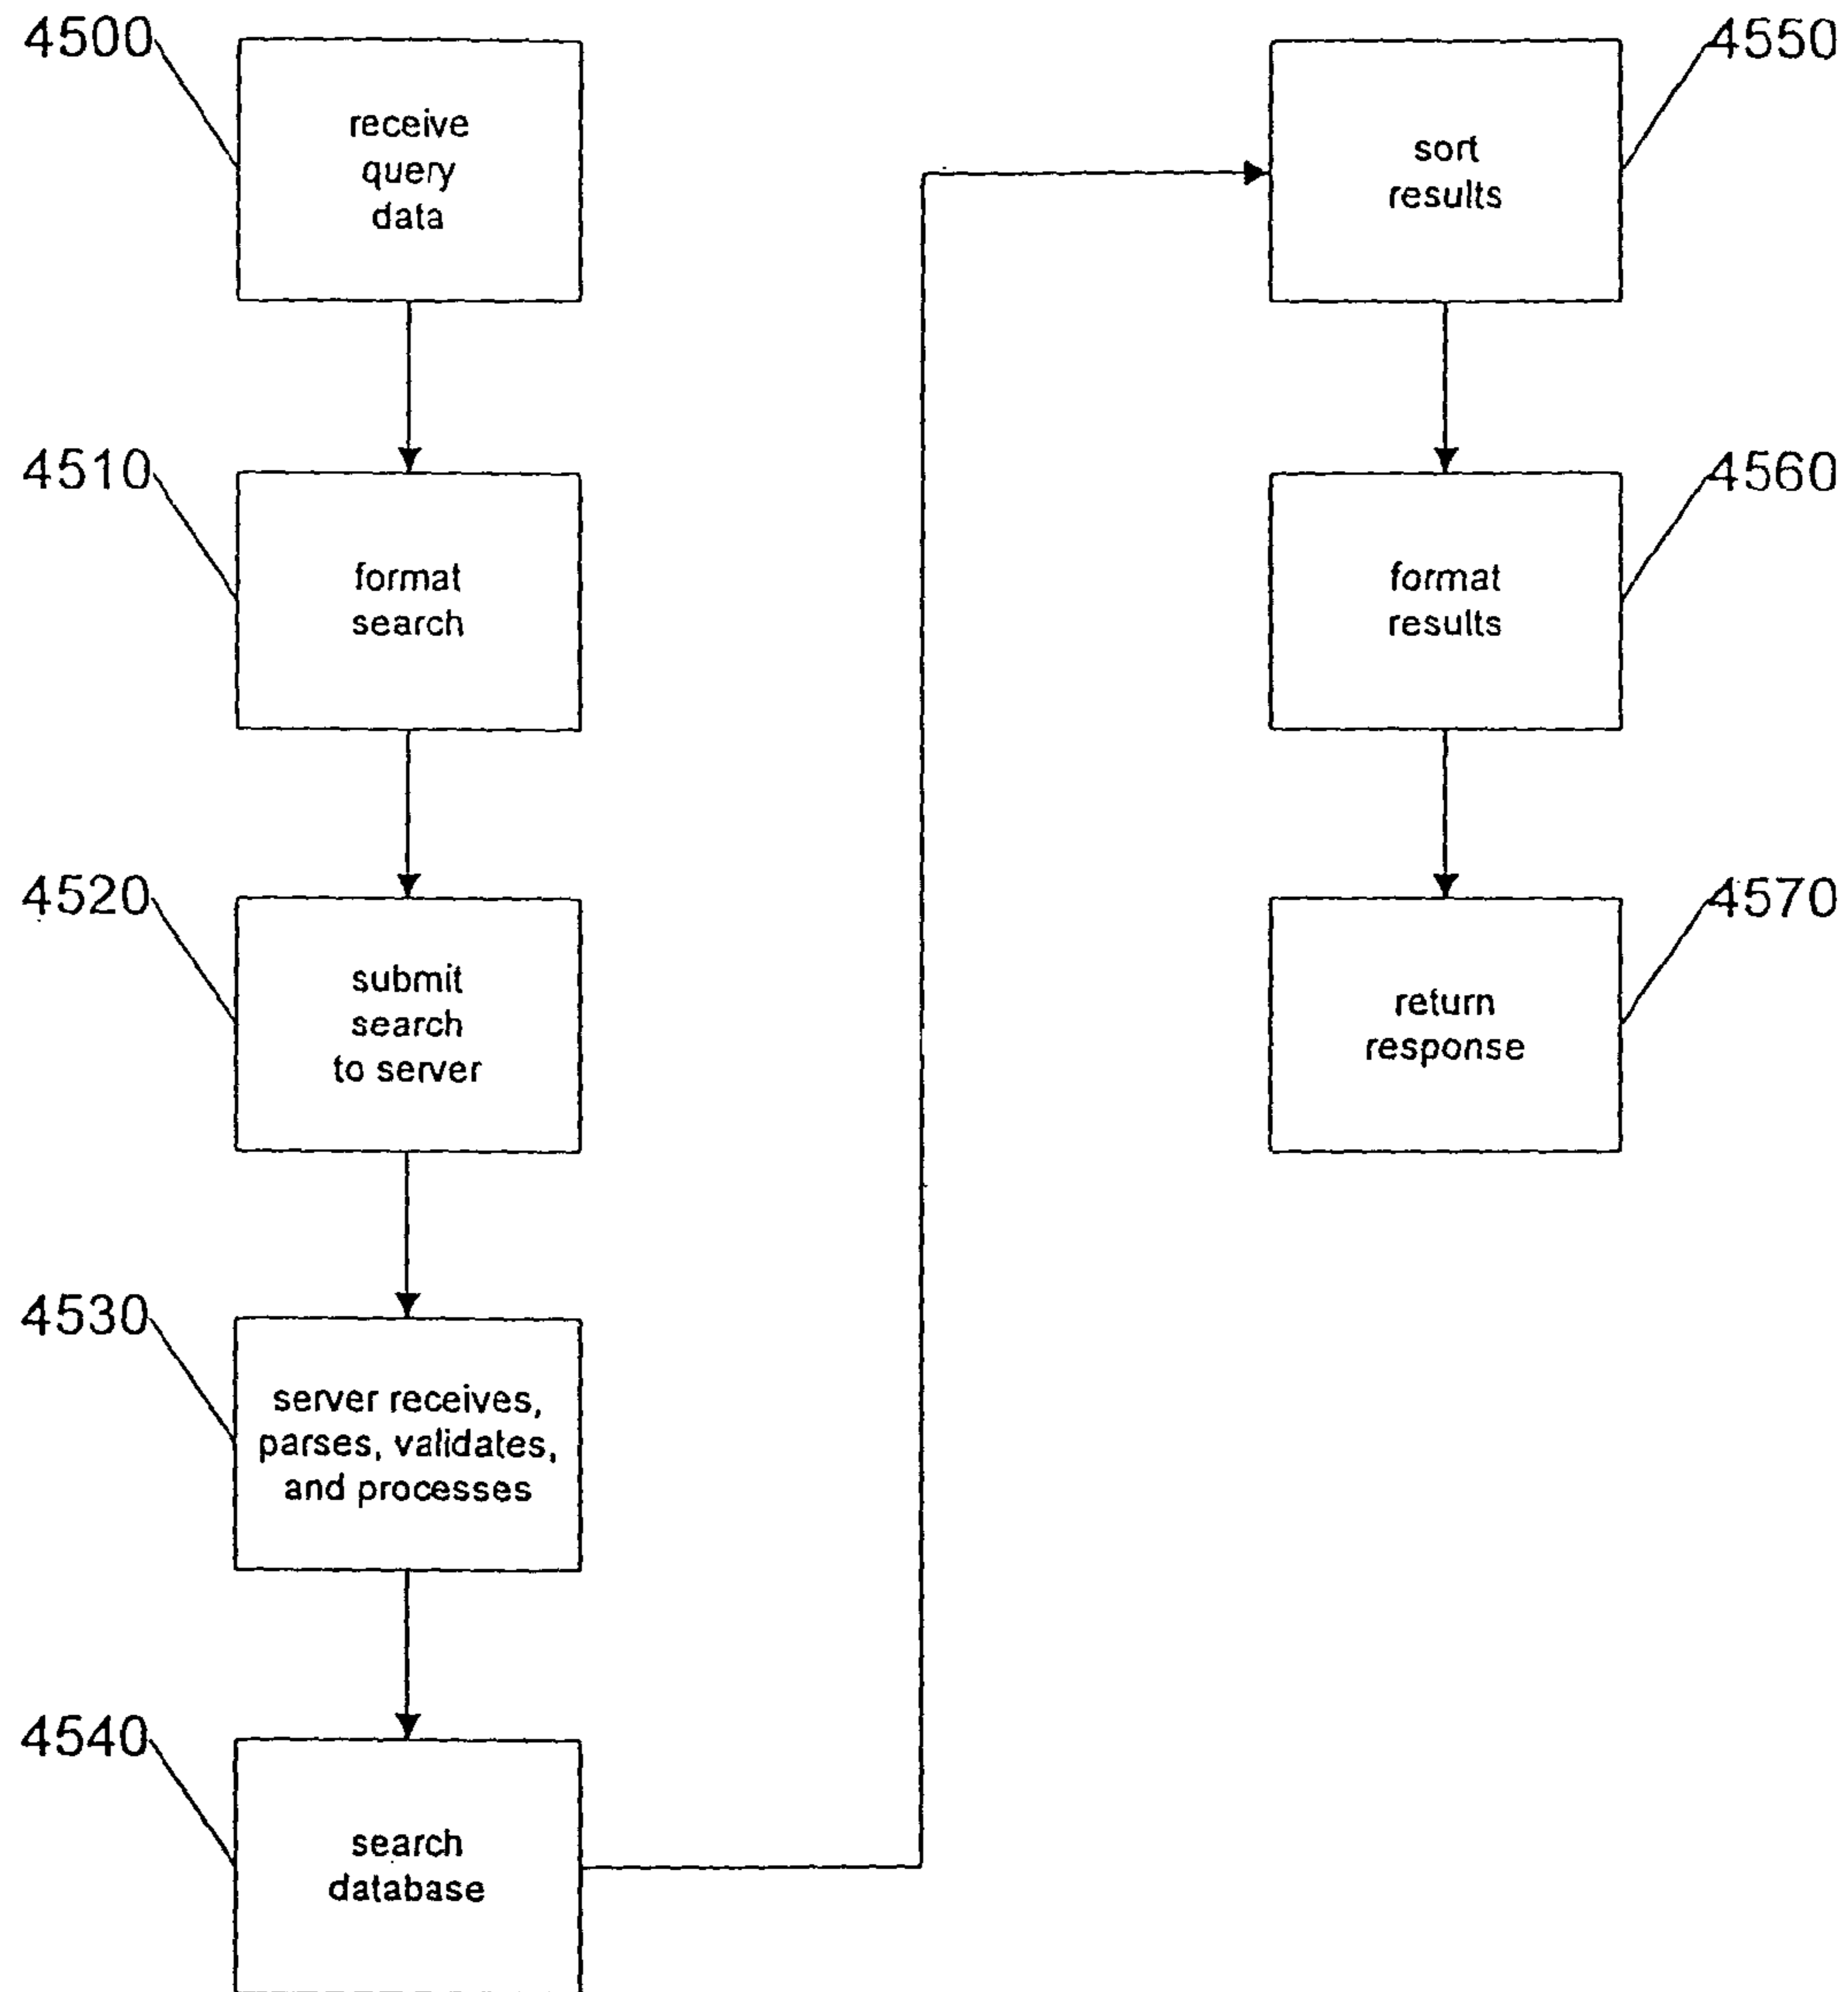 4500
receive
query
data
4510
format
search
4520
submit
search
to server
4530
server receives,
parses, validates,
and processes
4540
search
database
4550
sort
results
4560
format
results
4570
return
response